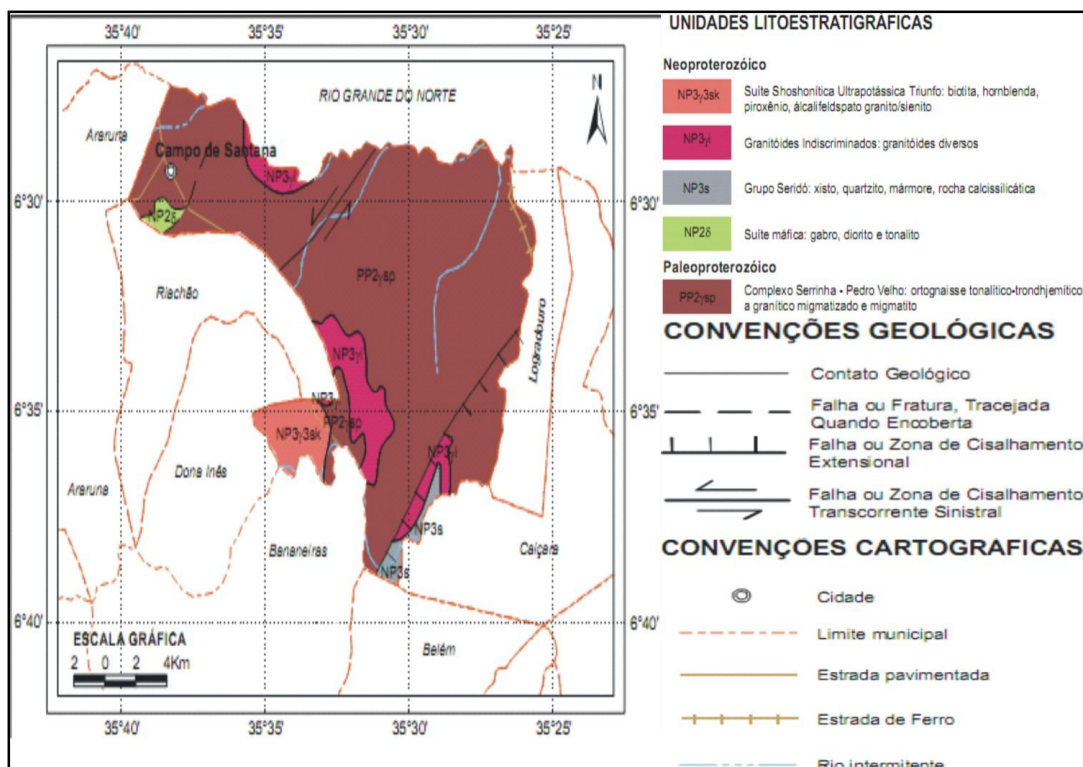 35°40'
35°35'
35°30'
35°25'
RIO GRANDE DO NORTE
N
Araruna
Campo de Santana
NP3γi
6°30'
6°30'
NP2δ
Riachão
PP2γsp
Logradouro
NP3γi
6°35'
6°35'
NP3γi
PP2γsp
NP3γ3sk
NP3γi
Dona Inês
Araruna
NP3s
Bananeiras
Caiçara
NP3s
6°40'
6°40'
ESCALA GRÁFICA
2 0 2 4Km
Belém
35°40'
35°35'
35°30'
35°25'
UNIDADES LITOESTRATIGRÁFICAS
Neoproterozóico
NP3γ3sk
Suíte Shoshonítica Ultrapotássica Triunfo: biotita, hornblenda,
piroxênio, álcalifeldspato granito/sienito
NP3γi
Granitóides Indiscriminados: granitóides diversos
NP3s
Grupo Seridó: xisto, quartzito, mármore, rocha calcissilicática
NP2δ
Suíte máfica: gabro, diorito e tonalito
Paleoproterozóico
PP2γsp
Complexo Serrinha - Pedro Velho: ortognaisse tonalítico-trondhjemítico
a granítico migmatizado e migmatito
CONVENÇÕES GEOLÓGICAS
Contato Geológico
Falha ou Fratura, Tracejada
Quando Encoberta
Falha ou Zona de Cisalhamento
Extensional
Falha ou Zona de Cisalhamento
Transcorrente Sinistral
CONVENÇÕES CARTOGRAFICAS
Cidade
Limite municipal
Estrada pavimentada
Estrada de Ferro
Rio intermitente